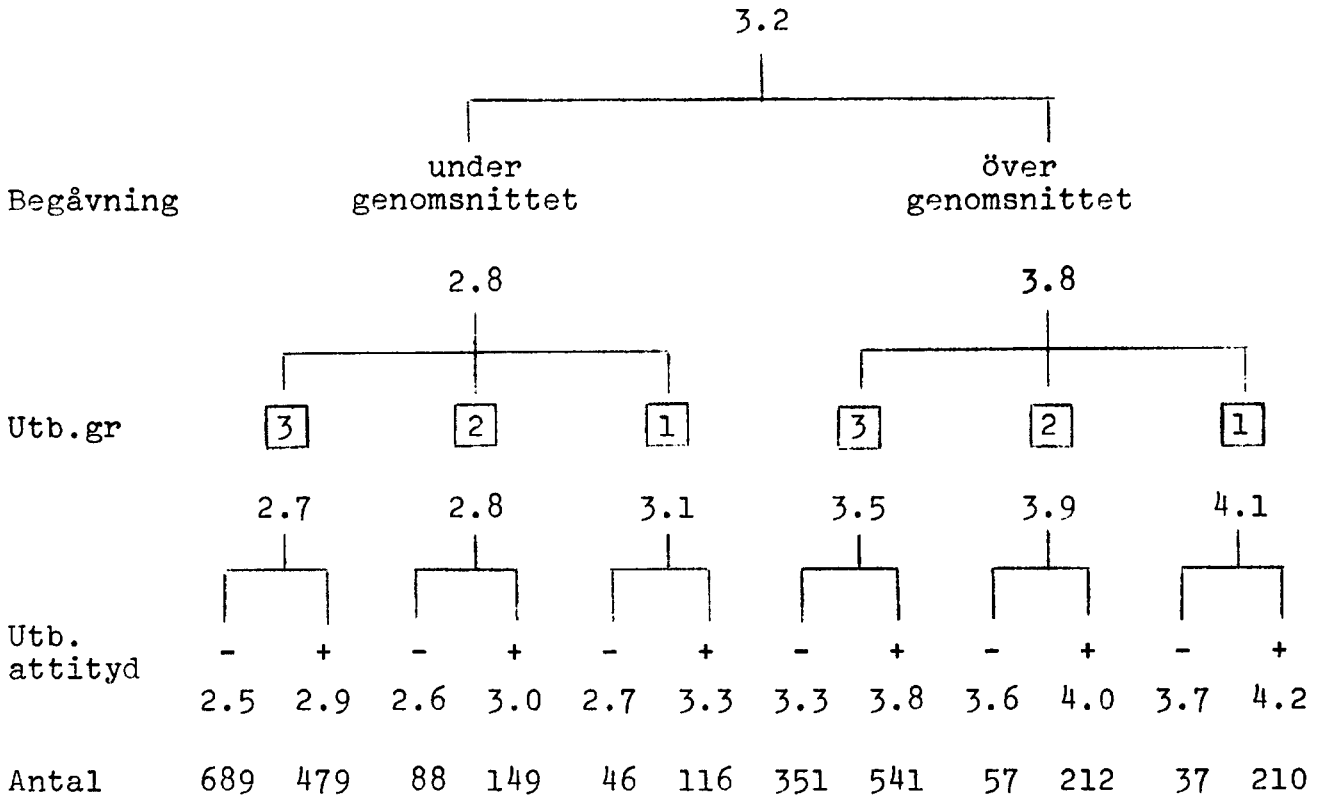 3.2
under över
Begåvning genomsnittet genomsnittet
2.8 3.8
Utb.gr 3 2 1 3 2 1
2.7 2.8 3.1 3.5 3.9 4.1
Utb.
attityd - + - + - + - + - + - +
2.5 2.9 2.6 3.0 2.7 3.3 3.3 3.8 3.6 4.0 3.7 4.2
Antal 689 479 88 149 46 116 351 541 57 212 37 210